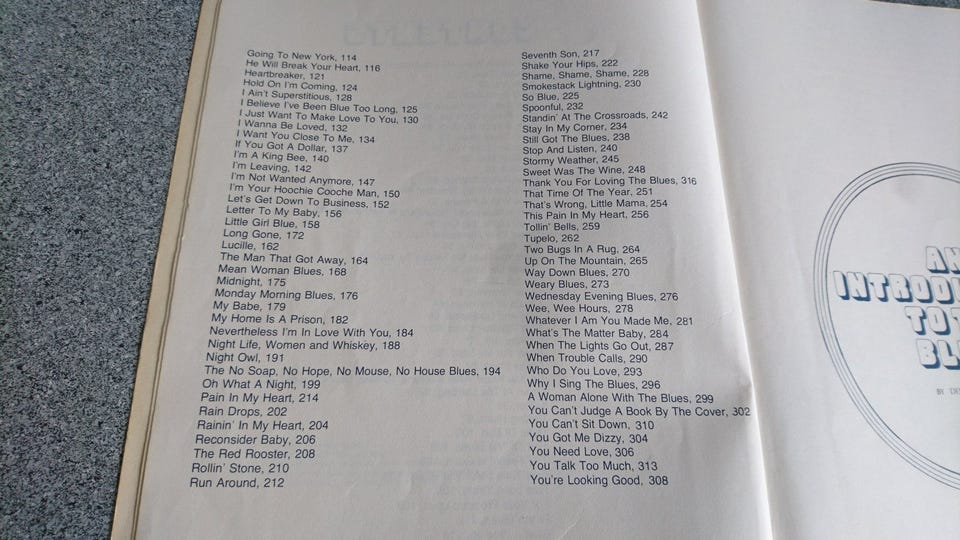 Going To New York, 114
He Will Break Your Heart, 116
Heartbreaker, 121
Hold On I'm Coming, 124
I Ain't Superstitious, 128
I Believe I've Been Blue Too Long, 125
I Just Want To Make Love To You, 130
I Wanna Be Loved, 132
I Want You Close To Me, 134
If You Got A Dollar, 137
I'm A King Bee, 140
I'm Leaving, 142
I'm Not Wanted Anymore, 147
I'm Your Hoochie Cooche Man, 150
Let's Get Down To Business, 152
Letter To My Baby, 156
Little Girl Blue, 158
Long Gone, 172
Lucille, 162
The Man That Got Away, 164
Mean Woman Blues, 168
Midnight, 175
Monday Morning Blues, 176
My Babe, 179
My Home Is A Prison, 182
Nevertheless I'm In Love With You, 184
Night Life, Women and Whiskey, 188
Night Owl, 191
The No Soap, No Hope, No Mouse, No House Blues, 194
Oh What A Night, 199
Pain In My Heart, 214
Rain Drops, 202
Rainin' In My Heart, 204
Reconsider Baby, 206
The Red Rooster, 208
Rollin' Stone, 210
Run Around, 212
Seventh Son, 217
Shake Your Hips, 222
Shame, Shame, Shame, 228
Smokestack Lightning, 230
So Blue, 225
Spoonful, 232
Standin' At The Crossroads, 242
Stay In My Corner, 234
Still Got The Blues, 238
Stop And Listen, 240
Stormy Weather, 245
Sweet Was The Wine, 248
Thank You For Loving The Blues, 316
That Time Of The Year, 251
That's Wrong, Little Mama, 254
This Pain In My Heart, 256
Tollin' Bells, 259
Tupelo, 262
Two Bugs In A Rug, 264
Up On The Mountain, 265
Way Down Blues, 270
Weary Blues, 273
Wednesday Evening Blues, 276
Wee, Wee Hours, 278
Whatever I Am You Made Me, 281
What's The Matter Baby, 284
When The Lights Go Out, 287
When Trouble Calls, 290
Who Do You Love, 293
Why I Sing The Blues, 296
A Woman Alone With The Blues, 299
You Can't Judge A Book By The Cover, 302
You Can't Sit Down, 310
You Got Me Dizzy, 304
You Need Love, 306
You Talk Too Much, 313
You're Looking Good, 308
AN
INTROD
TO T
BL
BY